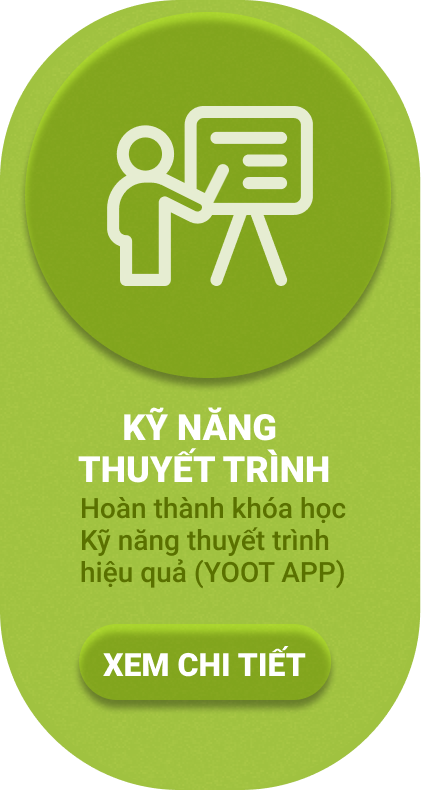 KỸ NĂNG
THUYẾT TRÌNH
Hoàn thành khóa học
Kỹ năng thuyết trình
hiệu quả (YOOT APP)
XEM CHI TIẾT